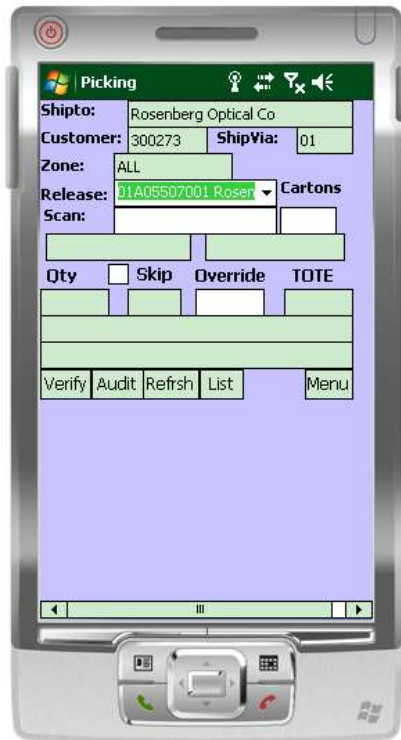 Picking
Shipto: Rosenberg Optical Co
Customer: 300273 ShipVia: 01
Zone: ALL
Release: 01A05507001 Rosen Cartons
Scan:
Qty Skip Override TOTE
Verify Audit Refrsh List Menu